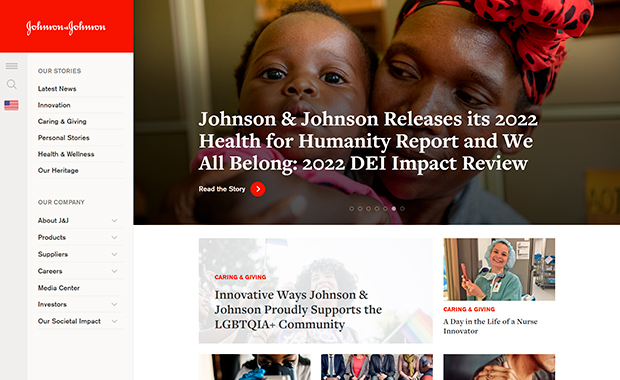 Johnson & Johnson
OUR STORIES
Latest News
Innovation
Caring & Giving
Personal Stories
Health & Wellness
Our Heritage
OUR COMPANY
About J&J
Products
Suppliers
Careers
Media Center
Investors
Our Societal Impact
Johnson & Johnson Releases its 2022
Health for Humanity Report and We
All Belong: 2022 DEI Impact Review
Read the Story
CARING & GIVING
Innovative Ways Johnson &
Johnson Proudly Supports the
LGBTQIA+ Community
CARING & GIVING
A Day in the Life of a Nurse
Innovator